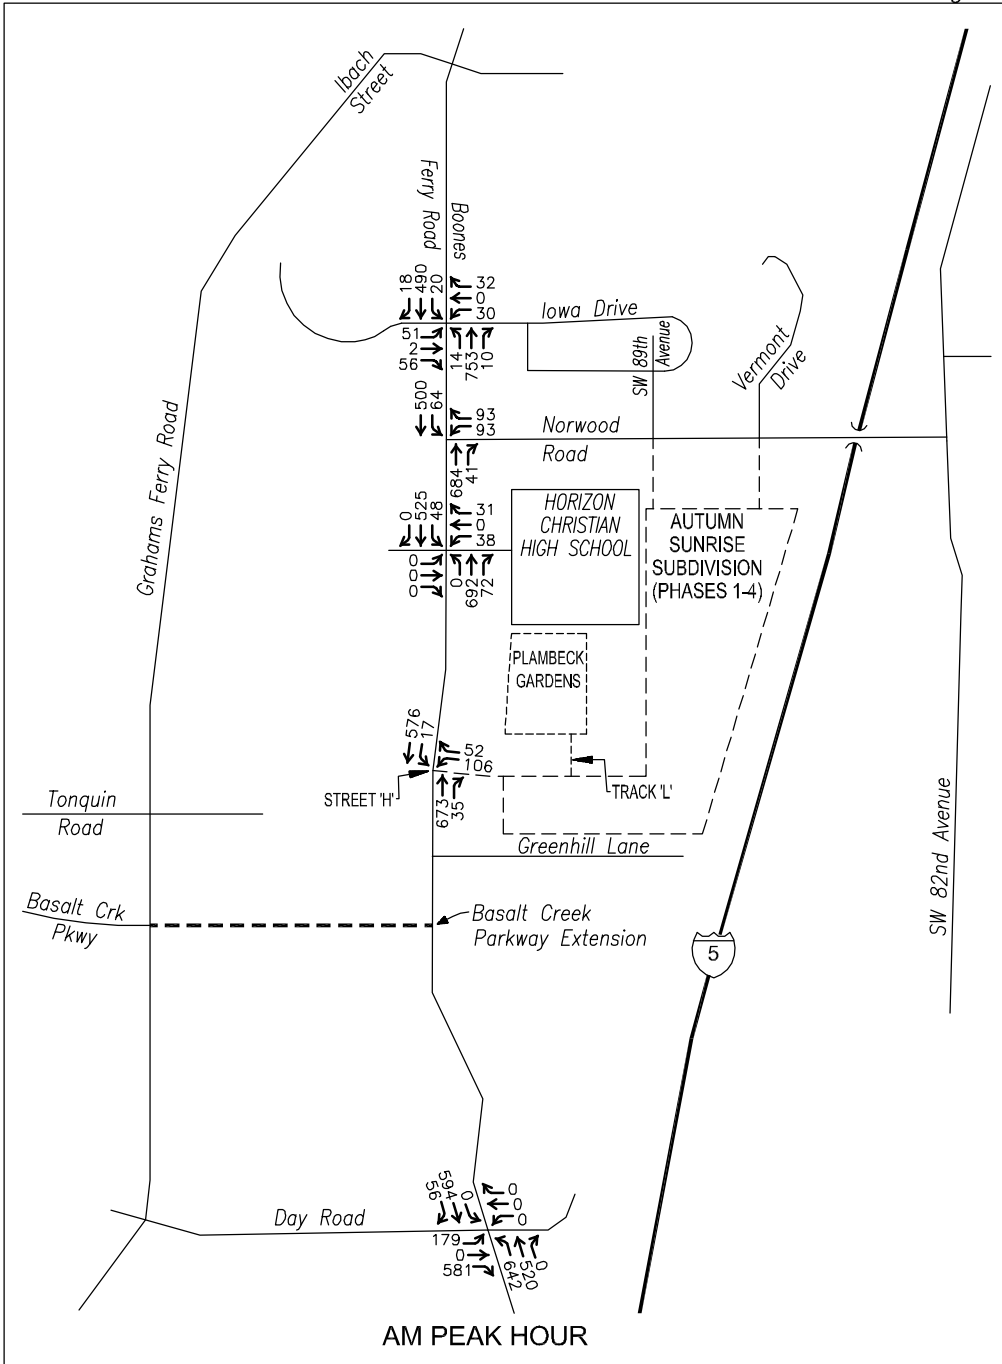 Ibach
Street
Ferry Road
Boones
18
490
20
32
0
30
51
2
56
14
753
10
Iowa Drive
SW 89th
Avenue
Vermont
Drive
500
64
93
93
684
41
Norwood
Road
Grahams Ferry Road
0
525
48
31
0
38
0
0
0
0
692
72
HORIZON
CHRISTIAN
HIGH SCHOOL
AUTUMN
SUNRISE
SUBDIVISION
(PHASES 1-4)
PLAMBECK
GARDENS
576
17
52
106
673
35
STREET 'H'
TRACK 'L'
Tonquin
Road
Greenhill Lane
Basalt Crk
Pkwy
Basalt Creek
Parkway Extension
5
SW 82nd Avenue
Day Road
56
594
0
0
0
0
179
0
581
642
520
0
AM PEAK HOUR